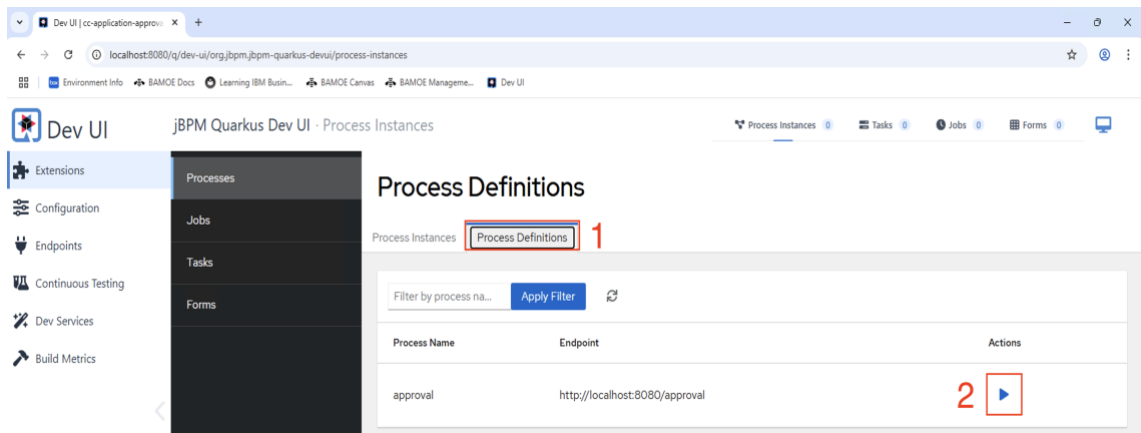 Dev UI | cc-application-approva
localhost:8080/q/dev-ui/org.jbpm.jbpm-quarkus-devui/process-instances
Environment Info BAMOE Docs Learning IBM Busin... BAMOE Canvas BAMOE Manageme... Dev UI
Dev UI jBPM Quarkus Dev UI - Process Instances Process Instances 0 Tasks 0 Jobs 0 Forms 0
Extensions
Configuration
Endpoints
Continuous Testing
Dev Services
Build Metrics
Processes
Jobs
Tasks
Forms
Process Definitions
Process Instances Process Definitions 1
Filter by process na... Apply Filter
Process Name Endpoint Actions
approval http://localhost:8080/approval 2